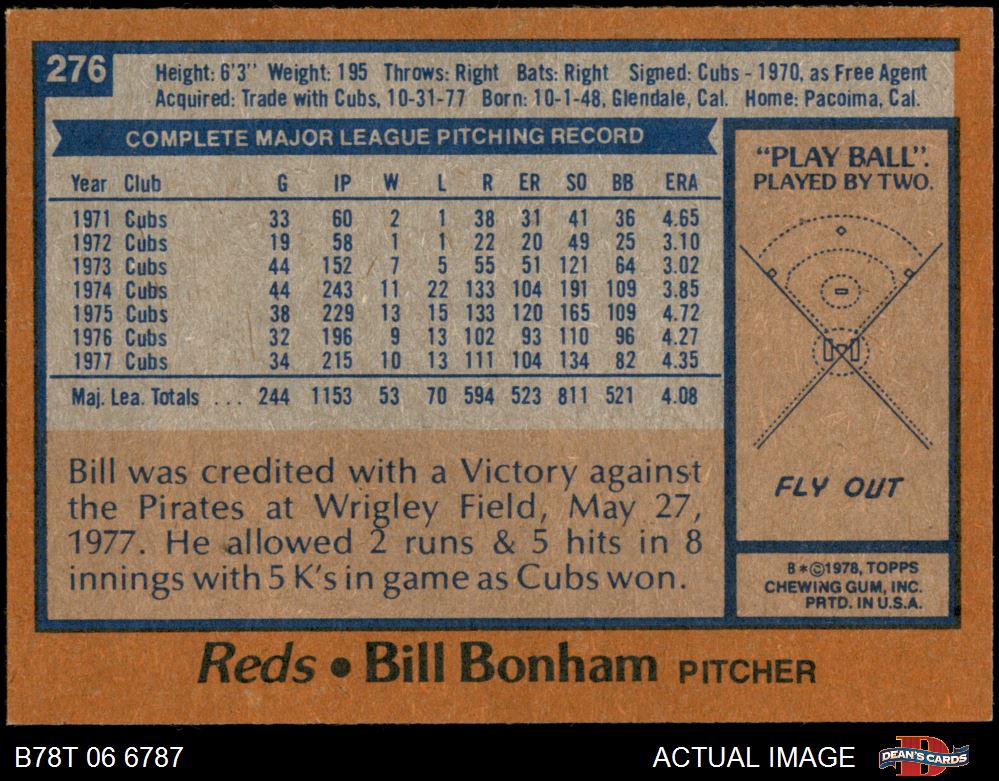 276
Height: 6'3" Weight: 195 Throws: Right Bats: Right Signed: Cubs - 1970, as Free Agent
Acquired: Trade with Cubs, 10-31-77 Born: 10-1-48, Glendale, Cal. Home: Pacoima, Cal.
COMPLETE MAJOR LEAGUE PITCHING RECORD
Year Club G IP W L R ER SO BB ERA
1971 Cubs 33 60 2 1 38 31 41 36 4.65
1972 Cubs 19 58 1 1 22 20 49 25 3.10
1973 Cubs 44 152 7 5 55 51 121 64 3.02
1974 Cubs 44 243 11 22 133 104 191 109 3.85
1975 Cubs 38 229 13 15 133 120 165 109 4.72
1976 Cubs 32 196 9 13 102 93 110 96 4.27
1977 Cubs 34 215 10 13 111 104 134 82 4.35
Maj. Lea. Totals ... 244 1153 53 70 594 523 811 521 4.08
Bill was credited with a Victory against
the Pirates at Wrigley Field, May 27,
1977. He allowed 2 runs & 5 hits in 8
innings with 5 K's in game as Cubs won.
"PLAY BALL".
PLAYED BY TWO.
FLY OUT
B*©1978, TOPPS
CHEWING GUM, INC.
PRTD. IN U.S.A.
Reds • Bill Bonham PITCHER
B78T 06 6787
ACTUAL IMAGE
DEAN'S CARDS